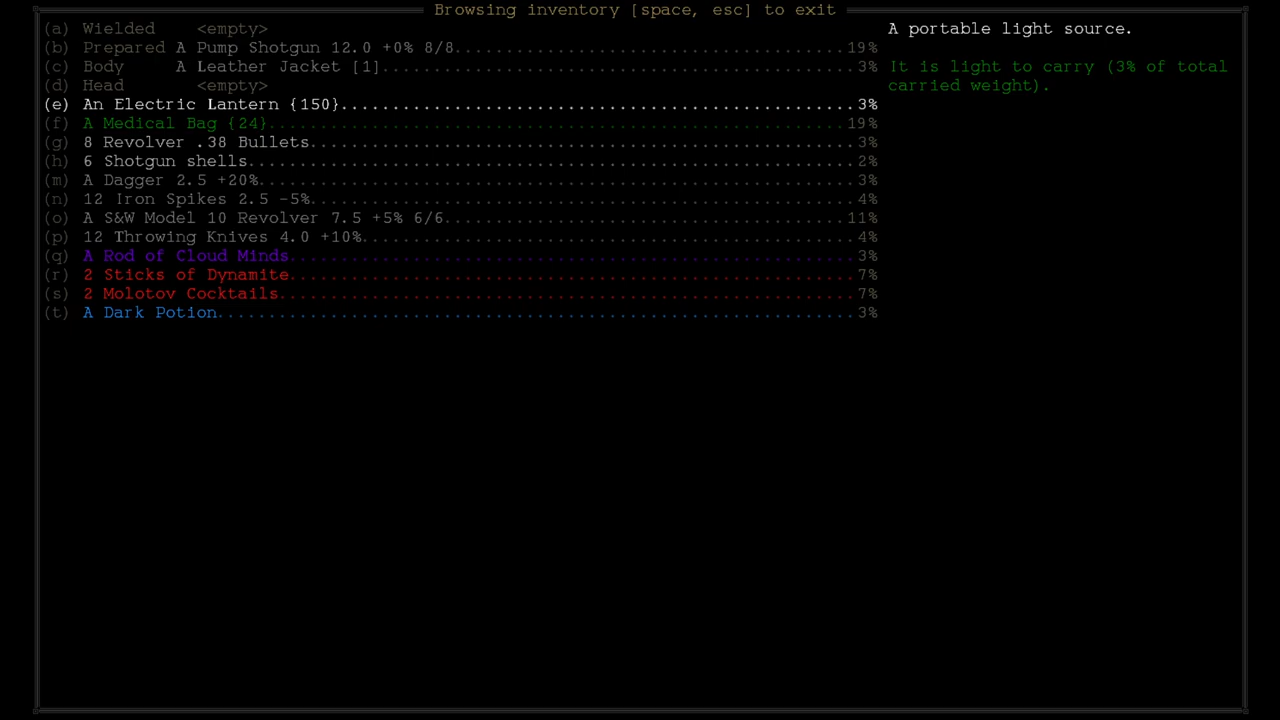 Browsing inventory [space, esc] to exit
(a) Wielded <empty>
(b) Prepared A Pump Shotgun 12.0 +0% 8/8........................................19%
(c) Body A Leather Jacket [1]..............................................3%
(d) Head <empty>
(e) An Electric Lantern {150}..................................................3%
(f) A Medical Bag {24}.........................................................19%
(g) 8 Revolver .38 Bullets.....................................................3%
(h) 6 Shotgun shells...........................................................2%
(m) A Dagger 2.5 +20%..........................................................3%
(n) 12 Iron Spikes 2.5 -5%.....................................................4%
(o) A S&W Model 10 Revolver 7.5 +5% 6/6........................................11%
(p) 12 Throwing Knives 4.0 +10%................................................4%
(q) A Rod of Cloud Minds.......................................................3%
(r) 2 Sticks of Dynamite.......................................................7%
(s) 2 Molotov Cocktails........................................................7%
(t) A Dark Potion..............................................................3%
A portable light source.
It is light to carry (3% of total
carried weight).